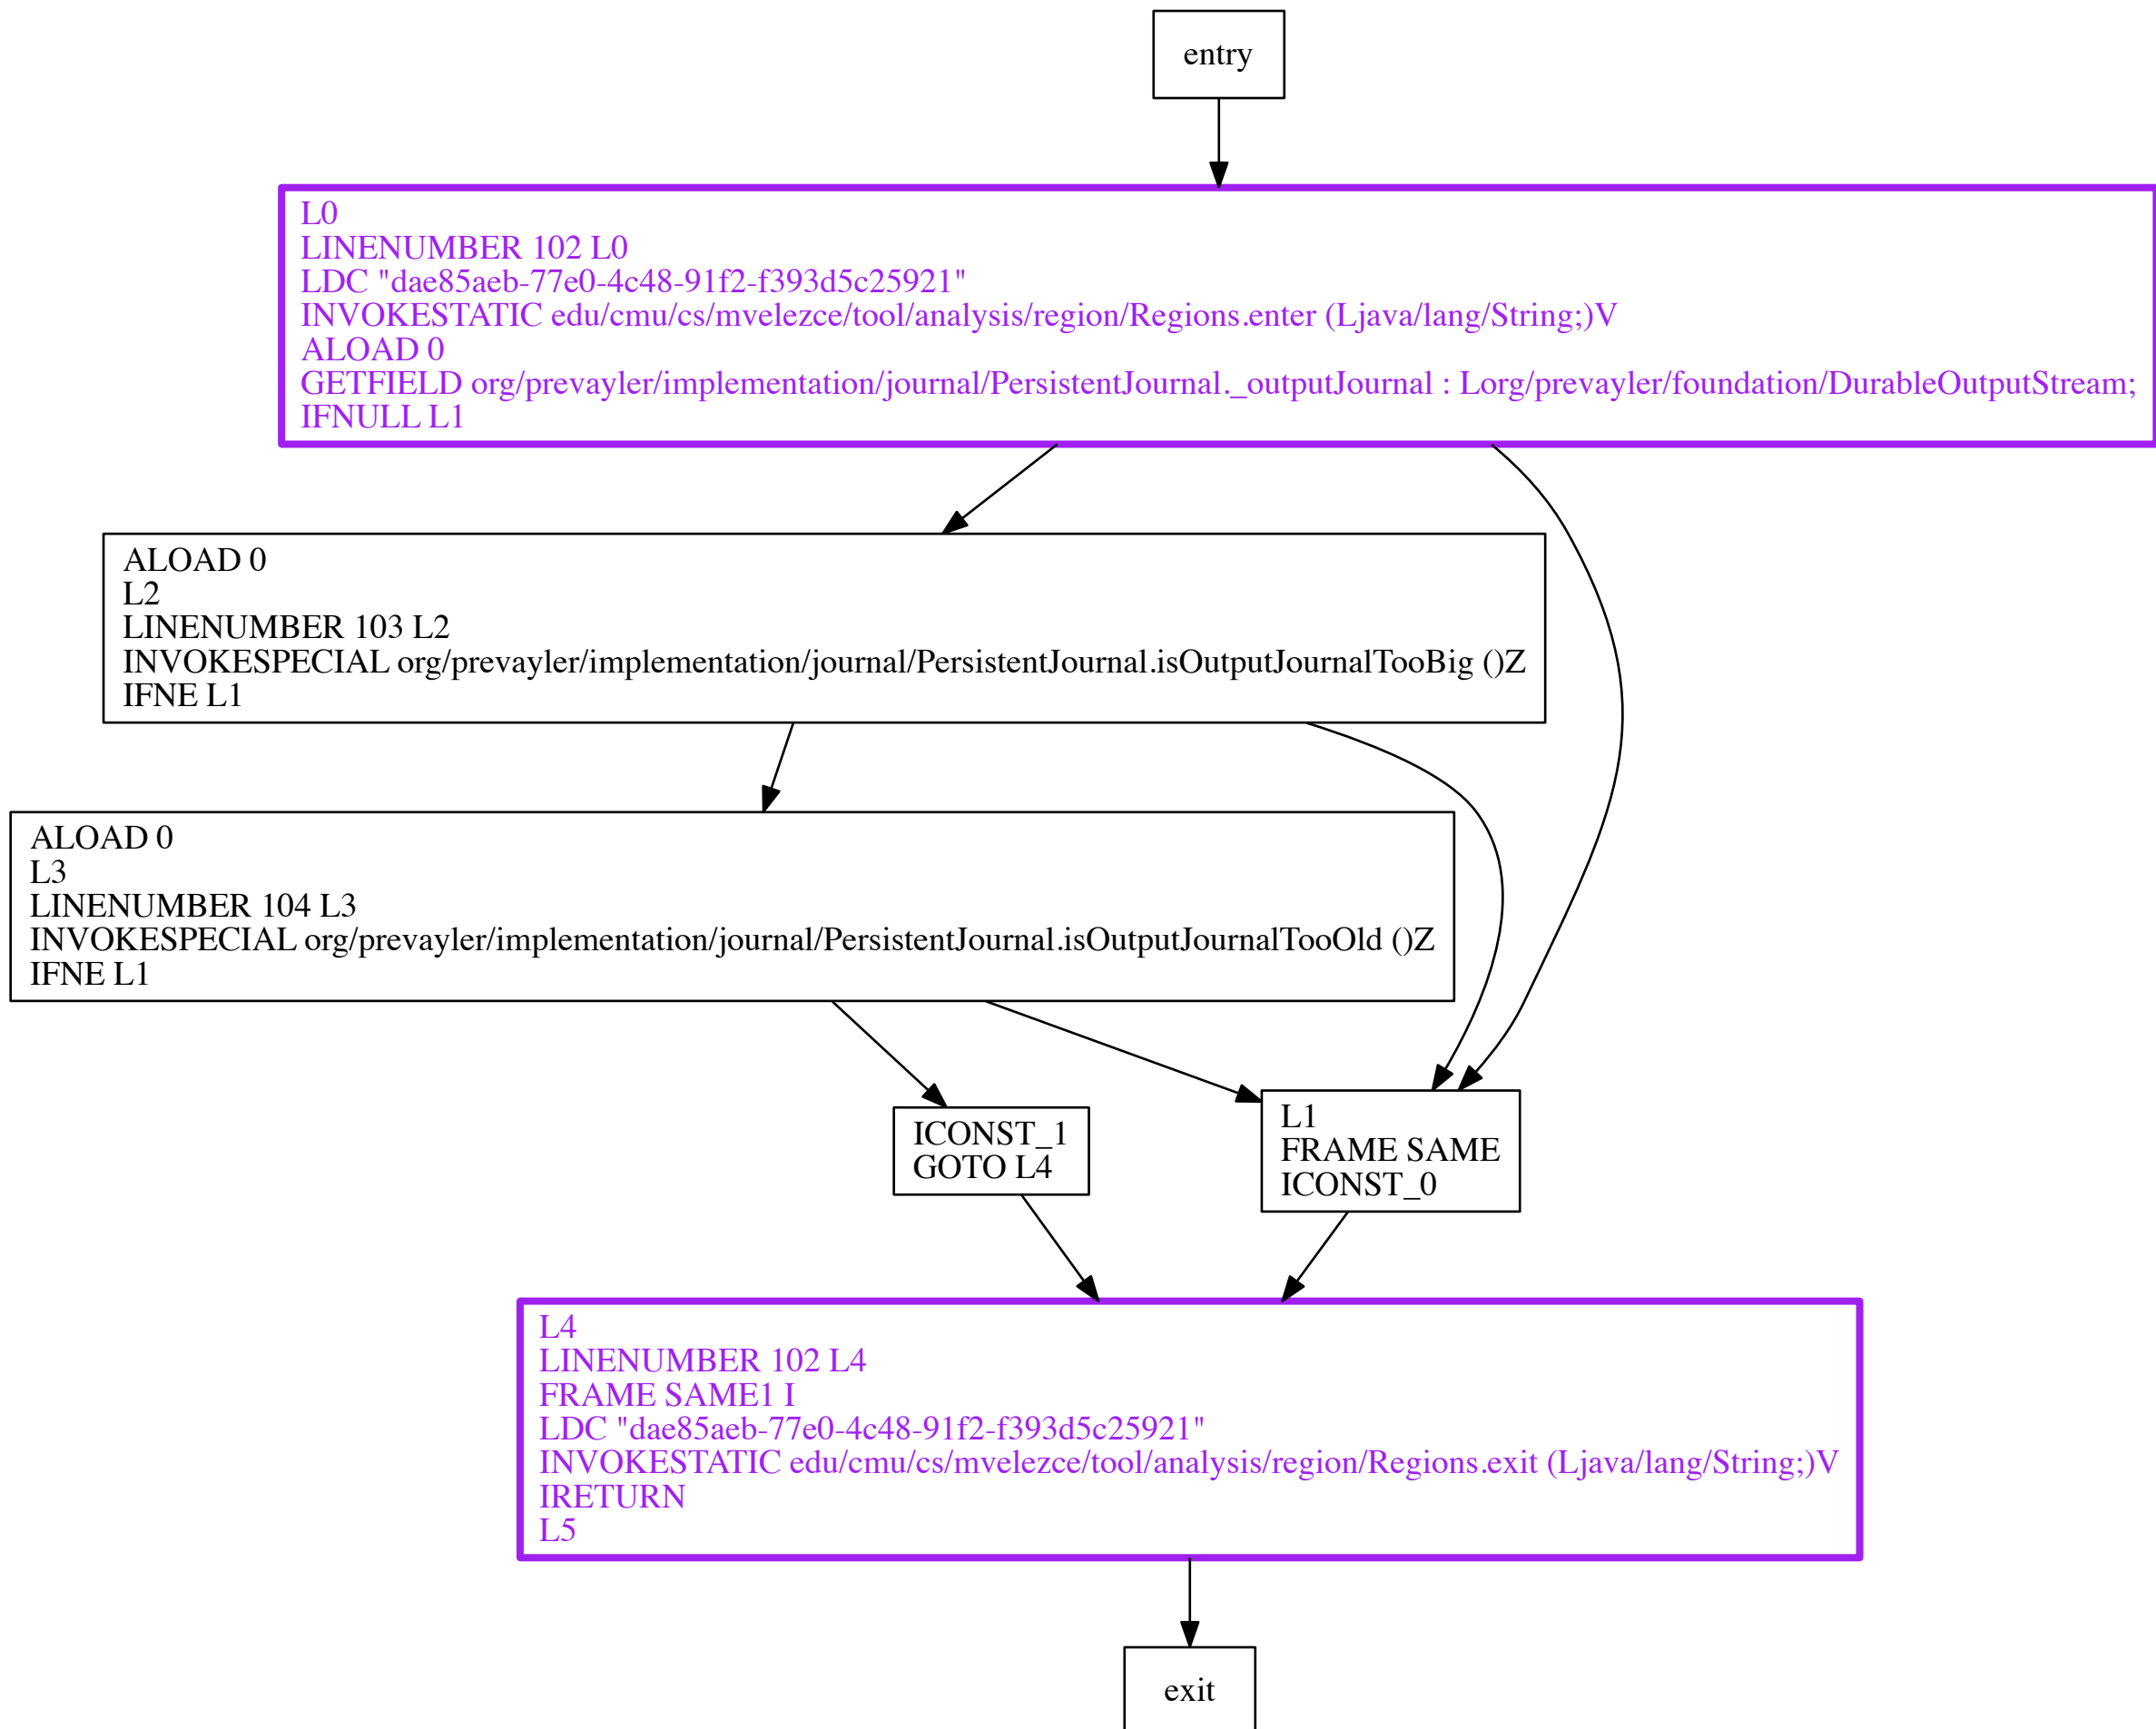 entry
L0
LINENUMBER 102 L0
LDC "dae85aeb-77e0-4c48-91f2-f393d5c25921"
INVOKESTATIC edu/cmu/cs/mvelezce/tool/analysis/region/Regions.enter (Ljava/lang/String;)V
ALOAD 0
GETFIELD org/prevayler/implementation/journal/PersistentJournal._outputJournal : Lorg/prevayler/foundation/DurableOutputStream;
IFNULL L1
ALOAD 0
L2
LINENUMBER 103 L2
INVOKESPECIAL org/prevayler/implementation/journal/PersistentJournal.isOutputJournalTooBig ()Z
IFNE L1
ALOAD 0
L3
LINENUMBER 104 L3
INVOKESPECIAL org/prevayler/implementation/journal/PersistentJournal.isOutputJournalTooOld ()Z
IFNE L1
ICONST_1
GOTO L4
L1
FRAME SAME
ICONST_0
L4
LINENUMBER 102 L4
FRAME SAME1 I
LDC "dae85aeb-77e0-4c48-91f2-f393d5c25921"
INVOKESTATIC edu/cmu/cs/mvelezce/tool/analysis/region/Regions.exit (Ljava/lang/String;)V
IRETURN
L5
exit